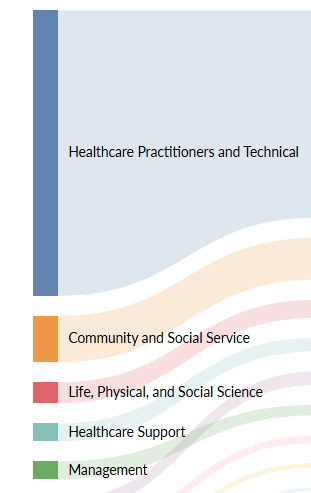 Healthcare Practitioners and Technical
Community and Social Service
Life, Physical, and Social Science
Healthcare Support
Management